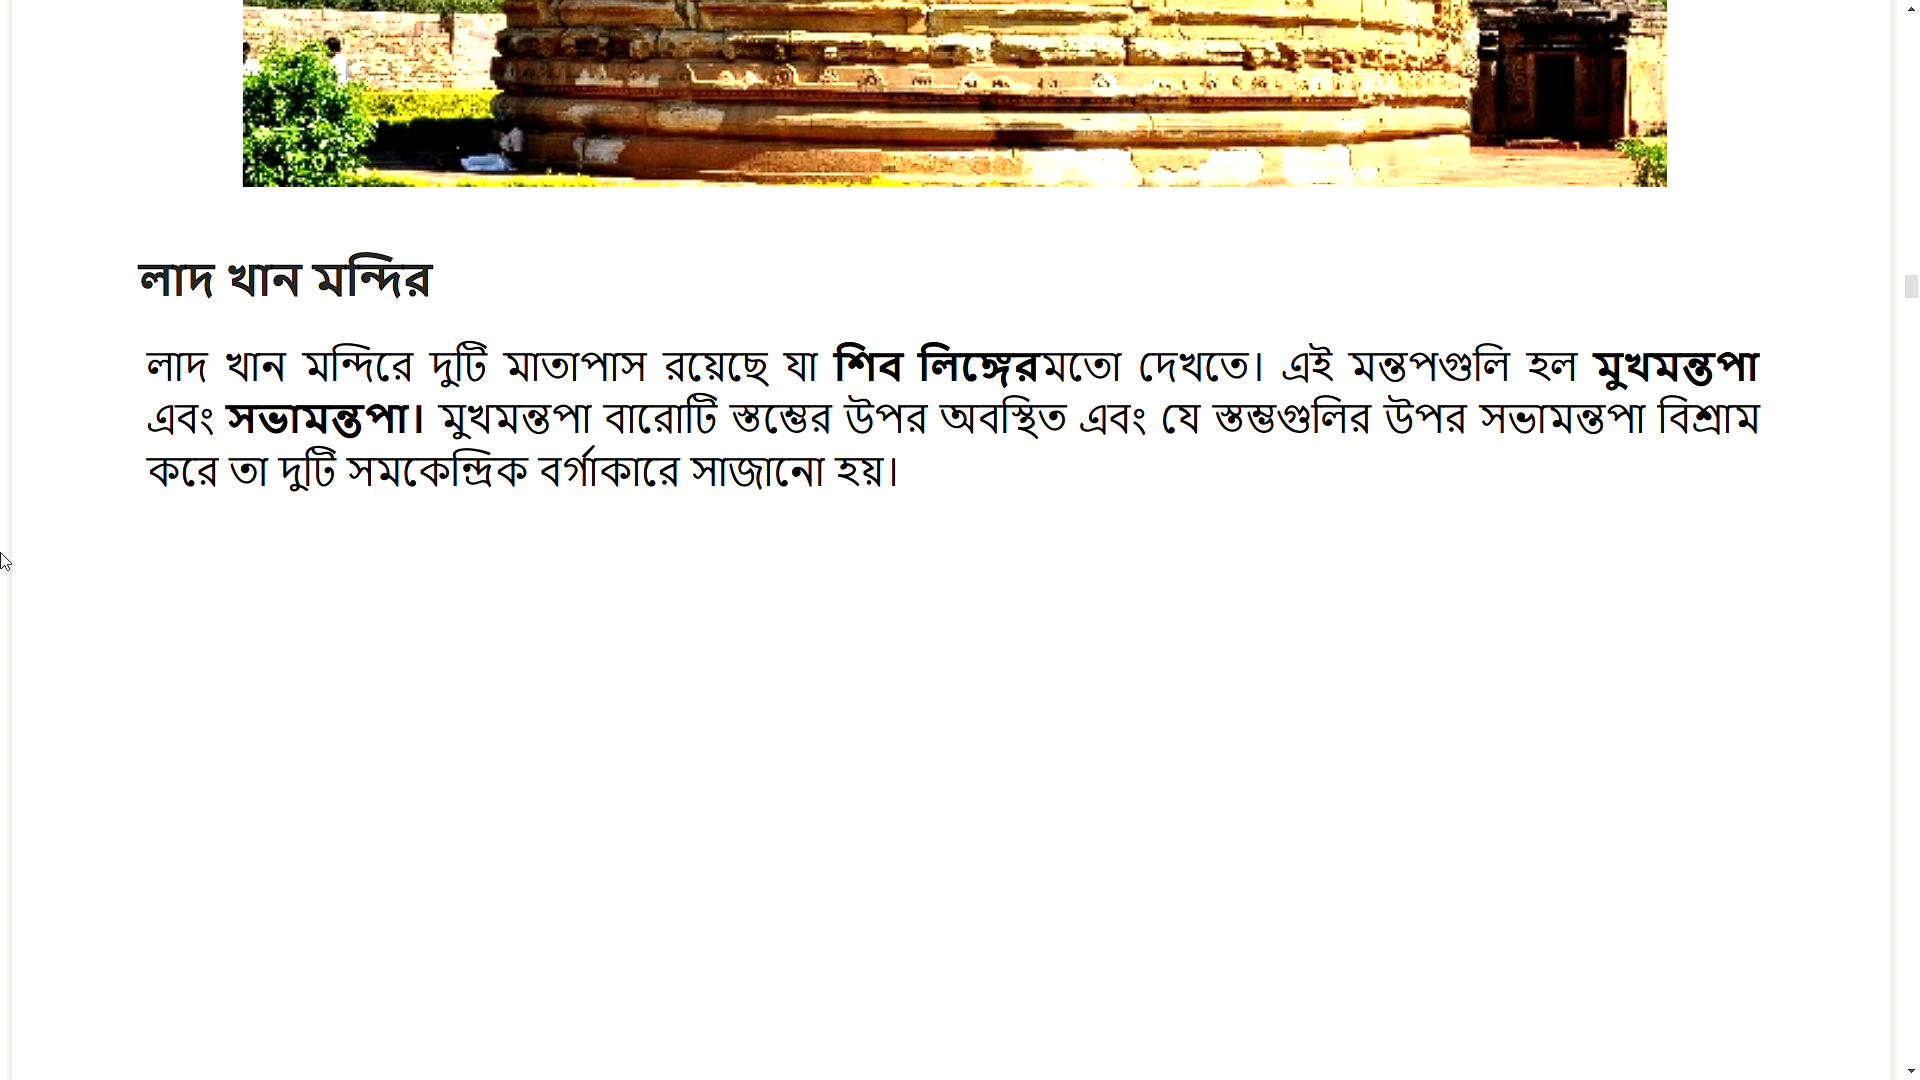 লাদ খান মন্দির
লাদ খান মন্দিরে দুটি মাতাপাস রয়েছে যা শিব লিঙ্গেরমতো দেখতে। এই মন্তপগুলি হল মুখমন্তপা
এবং সভামন্তপা। মুখমন্তপা বারোটি স্তম্ভের উপর অবস্থিত এবং যে স্তম্ভগুলির উপর সভামন্তপা বিশ্রাম
করে তা দুটি সমকেন্দ্রিক বর্গাকারে সাজানো হয়।